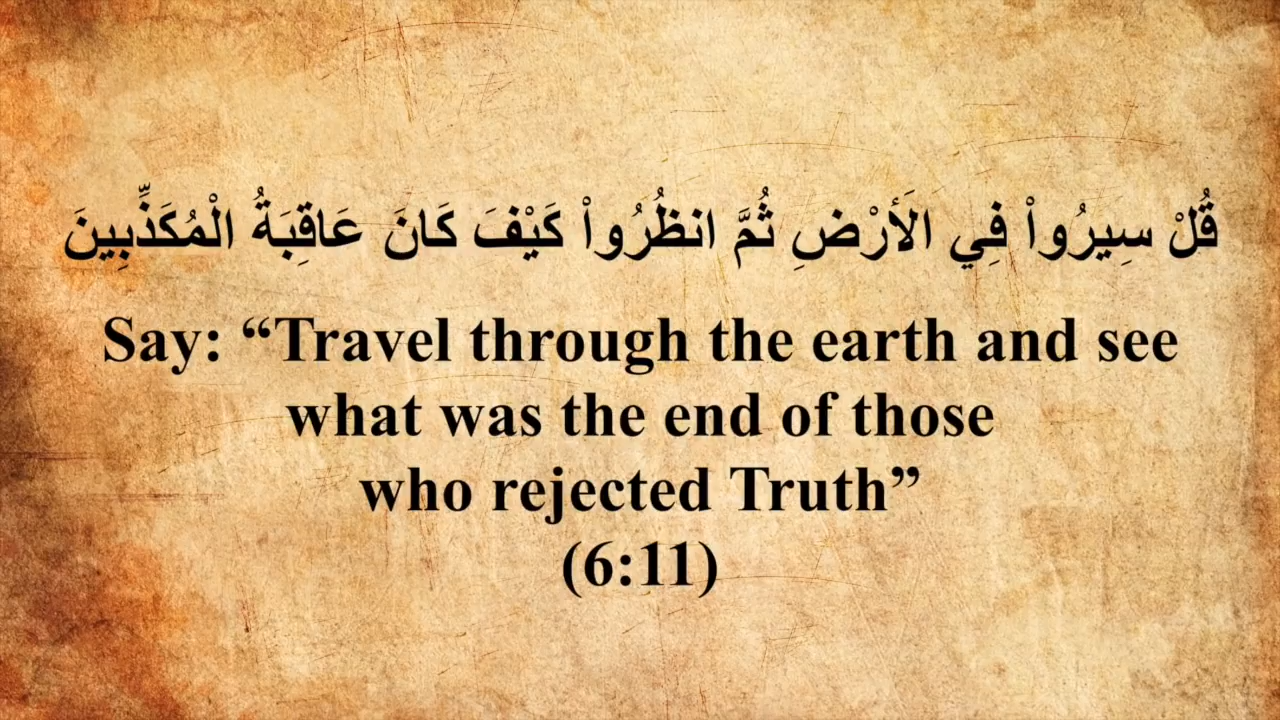 قُلْ سِيرُواْ فِي الأَرْضِ ثُمَّ انظُرُواْ كَيْفَ كَانَ عَاقِبَةُ الْمُكَذِّبِينَ
Say: “Travel through the earth and see
what was the end of those
who rejected Truth”
(6:11)